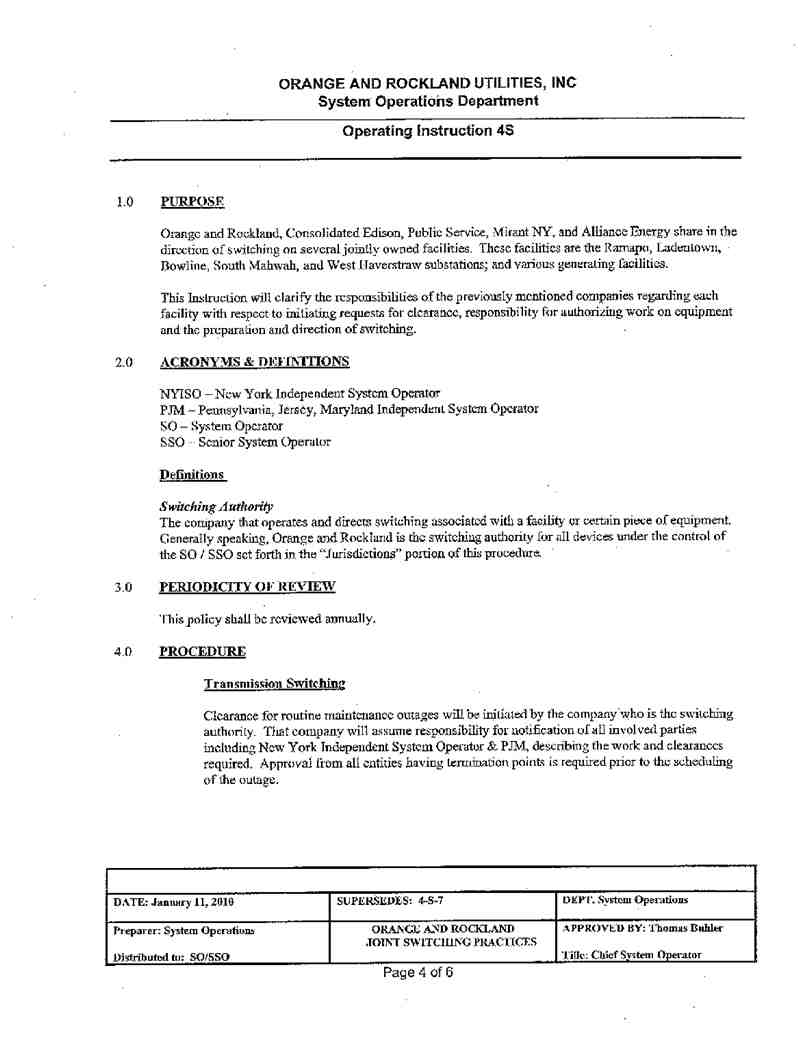 ORANGE AND ROCKLAND UTILITIES, INC
System Operations Department
Operating Instruction 4S
1.0 PURPOSE
Orange and Rockland, Consolidated Edison, Public Service, Mirant NY, and Alliance Energy share in the
direction of switching on several jointly owned facilities. These facilities are the Ramapo, Ladentown,
Bowline, South Mahwah, and West Haverstraw substations; and various generating facilities.
This Instruction will clarify the responsibilities of the previously mentioned companies regarding each
facility with respect to initiating requests for clearance, responsibility for authorizing work on equipment
and the preparation and direction of switching.
2.0 ACRONYMS & DEFINITIONS
NYISO – New York Independent System Operator
PJM – Pennsylvania, Jersey, Maryland Independent System Operator
SO – System Operator
SSO – Senior System Operator
Definitions
Switching Authority
The company that operates and directs switching associated with a facility or certain piece of equipment.
Generally speaking, Orange and Rockland is the switching authority for all devices under the control of
the SO / SSO set forth in the "Jurisdictions" portion of this procedure.
3.0 PERIODICITY OF REVIEW
This policy shall be reviewed annually.
4.0 PROCEDURE
Transmission Switching
Clearance for routine maintenance outages will be initiated by the company who is the switching
authority. That company will assume responsibility for notification of all involved parties
including New York Independent System Operator & PJM, describing the work and clearances
required. Approval from all entities having termination points is required prior to the scheduling
of the outage.
DATE: January 11, 2010 SUPERSEDES: 4-S-7 DEPT. System Operations
Preparer: System Operations ORANGE AND ROCKLAND APPROVED BY: Thomas Buhler
JOINT SWITCHING PRACTICES
Distributed to: SO/SSO Title: Chief System Operator
Page 4 of 6